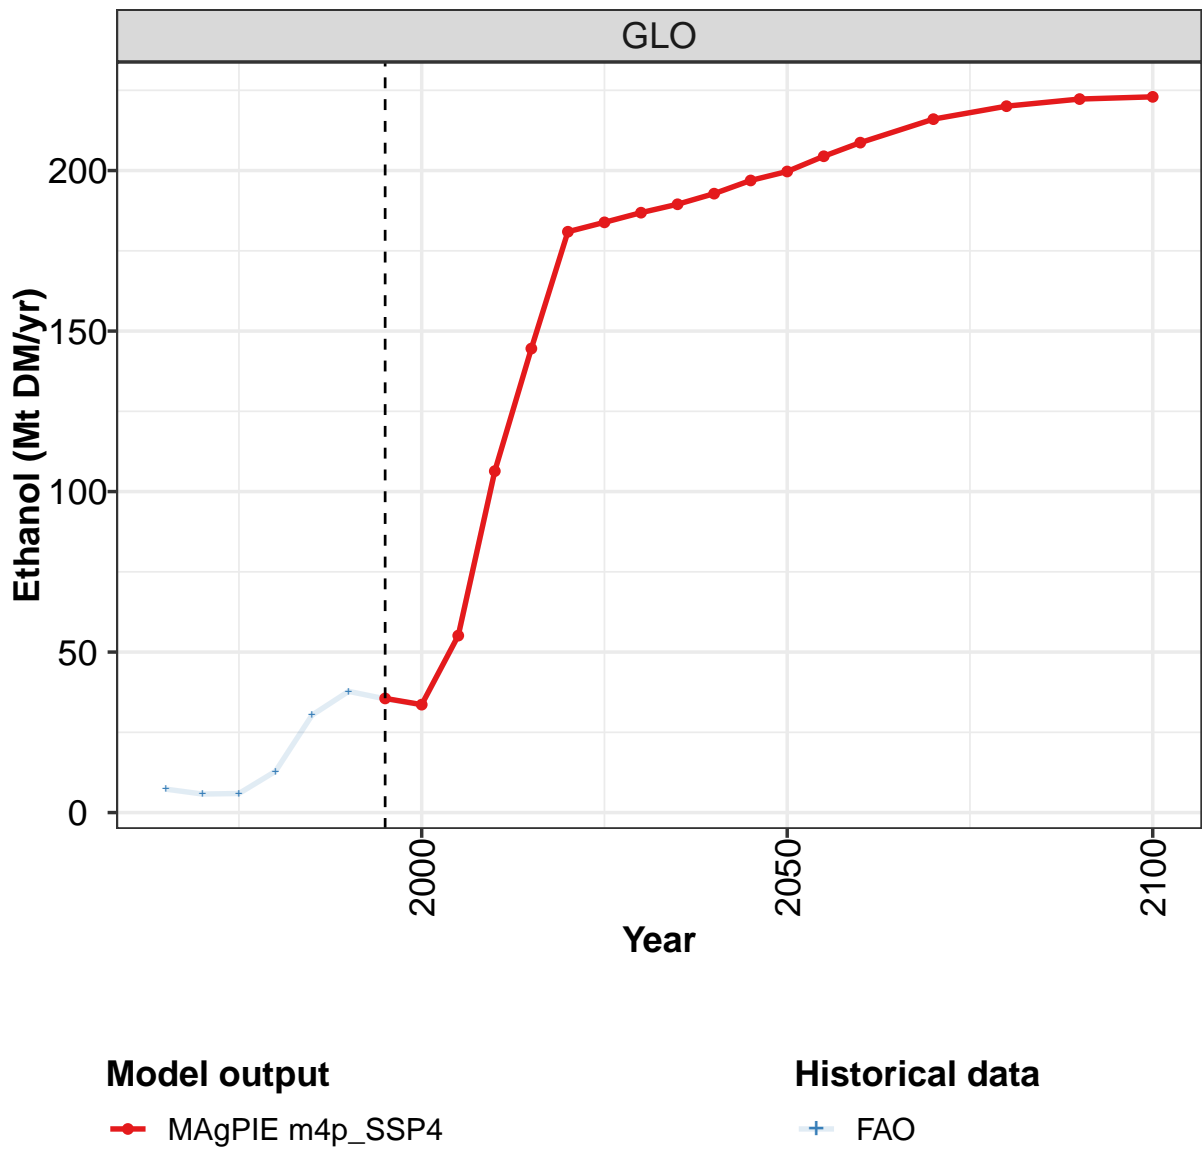 GLO
Ethanol (Mt DM/yr)
200
150
100
50
0
2000
2050
2100
Year
Model output
MAgPIE m4p_SSP4
Historical data
FAO